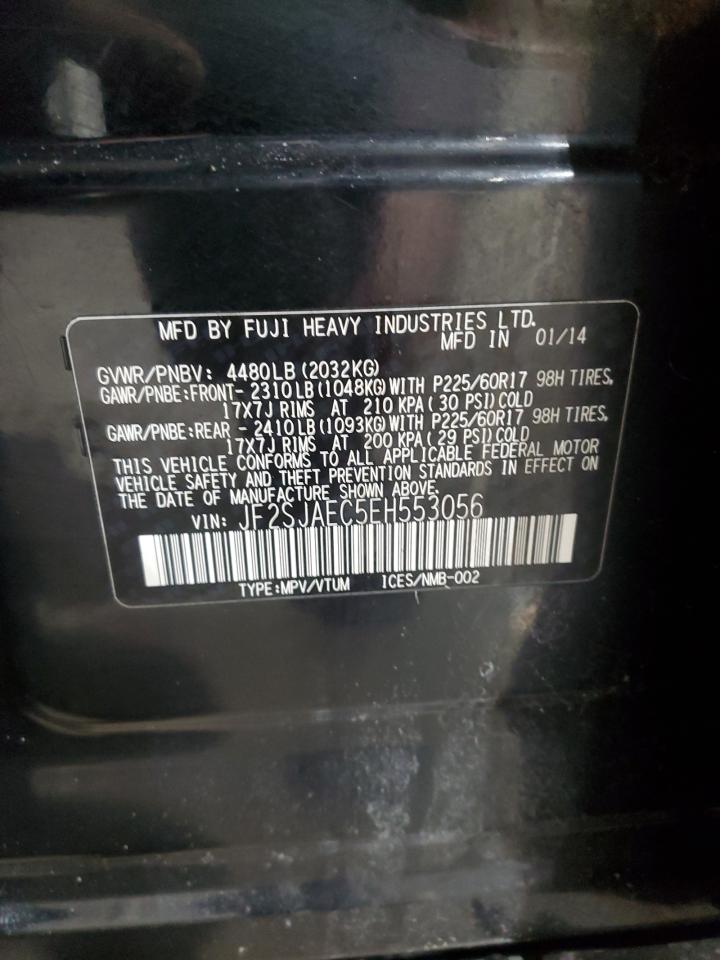 MFD BY FUJI HEAVY INDUSTRIES LTD.
MFD IN 01/14
GVWR/PNBV: 4480LB(2032KG)
GAWR/PNBE:FRONT- 2310LB(1048KG)WITH P225/60R17 98H TIRES,
17X7J RIMS AT 210 KPA(30 PSI)COLD
GAWR/PNBE:REAR - 2410LB(1093KG)WITH P225/60R17 98H TIRES,
17X7J RIMS AT 200 KPA(29 PSI)COLD
THIS VEHICLE CONFORMS TO ALL APPLICABLE FEDERAL MOTOR
VEHICLE SAFETY AND THEFT PREVENTION STANDARDS IN EFFECT ON
THE DATE OF MANUFACTURE SHOWN ABOVE.
VIN: JF2SJAEC5EH553056
TYPE:MPV/VTUM ICES/NMB-002